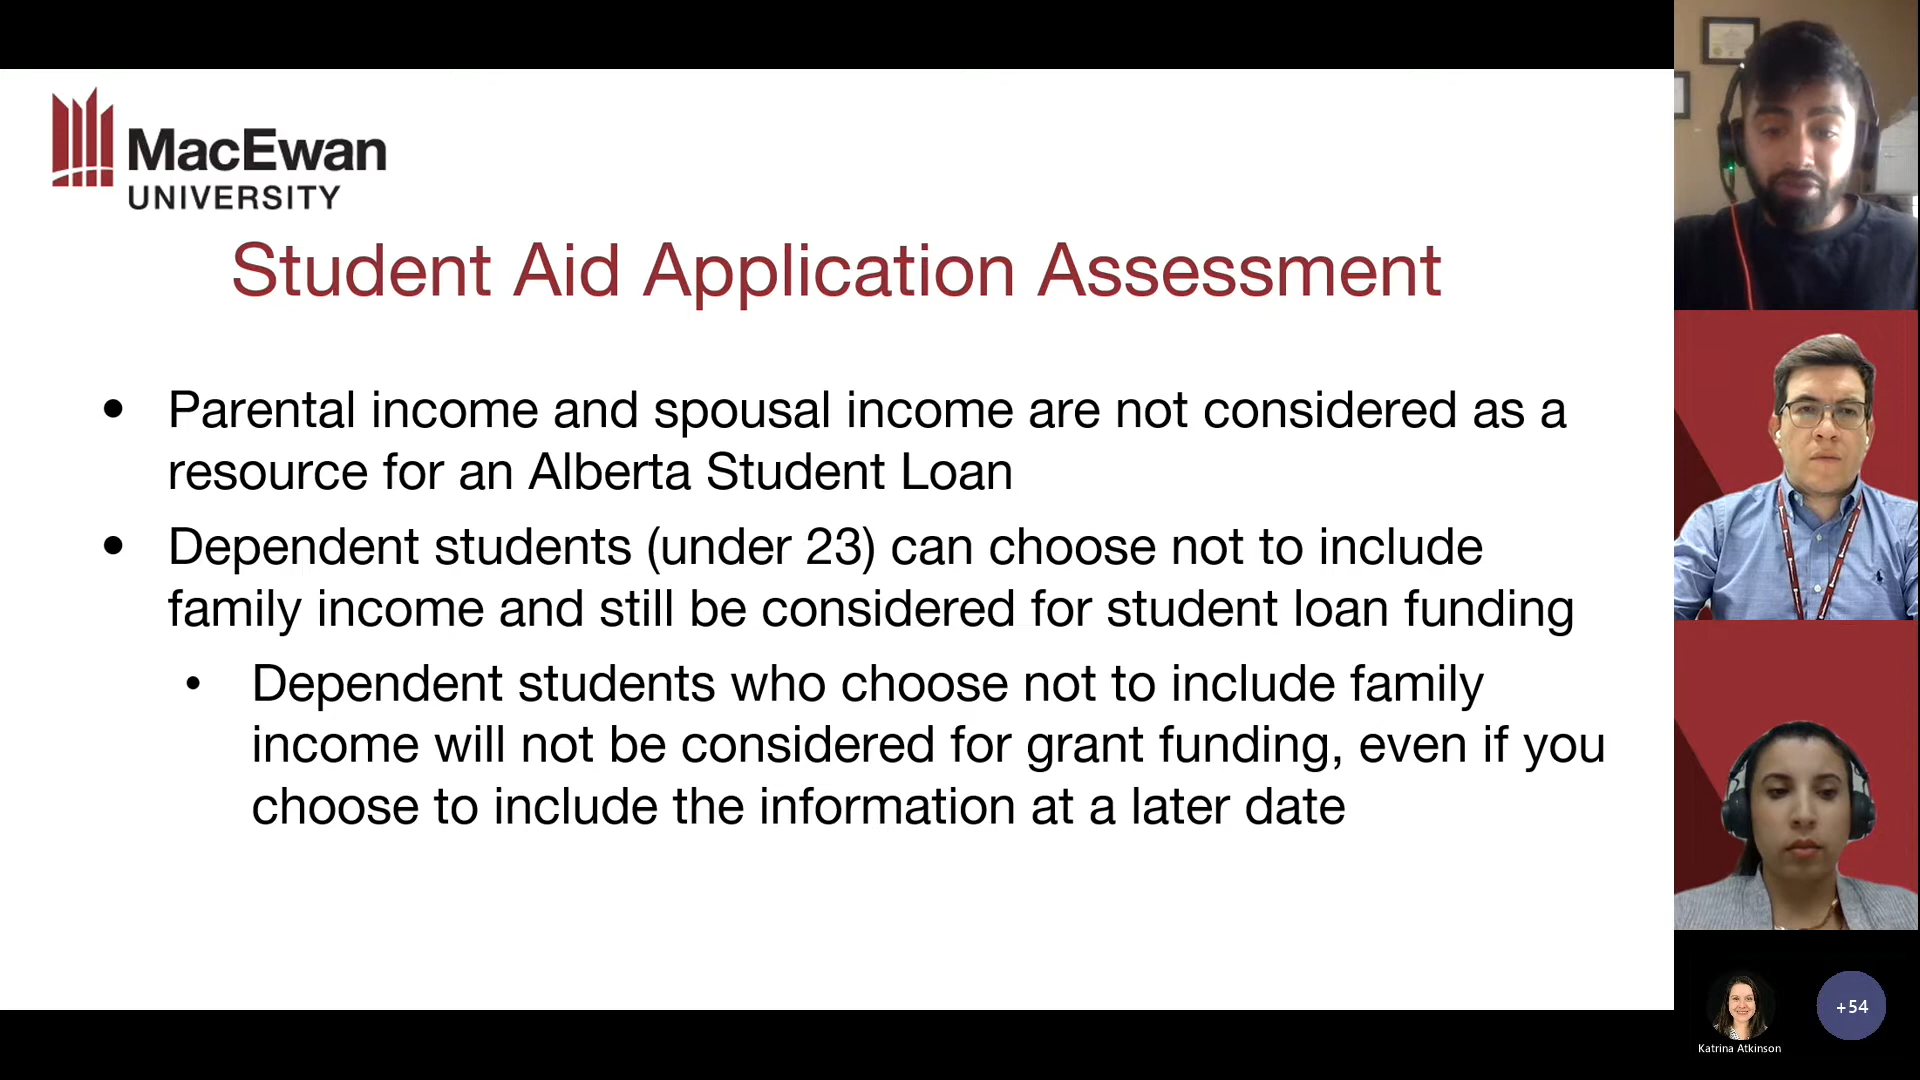 MacEwan
UNIVERSITY
Student Aid Application Assessment
• Parental income and spousal income are not considered as a
resource for an Alberta Student Loan
• Dependent students (under 23) can choose not to include
family income and still be considered for student loan funding
• Dependent students who choose not to include family
income will not be considered for grant funding, even if you
choose to include the information at a later date
+54
Katrina Atkinson